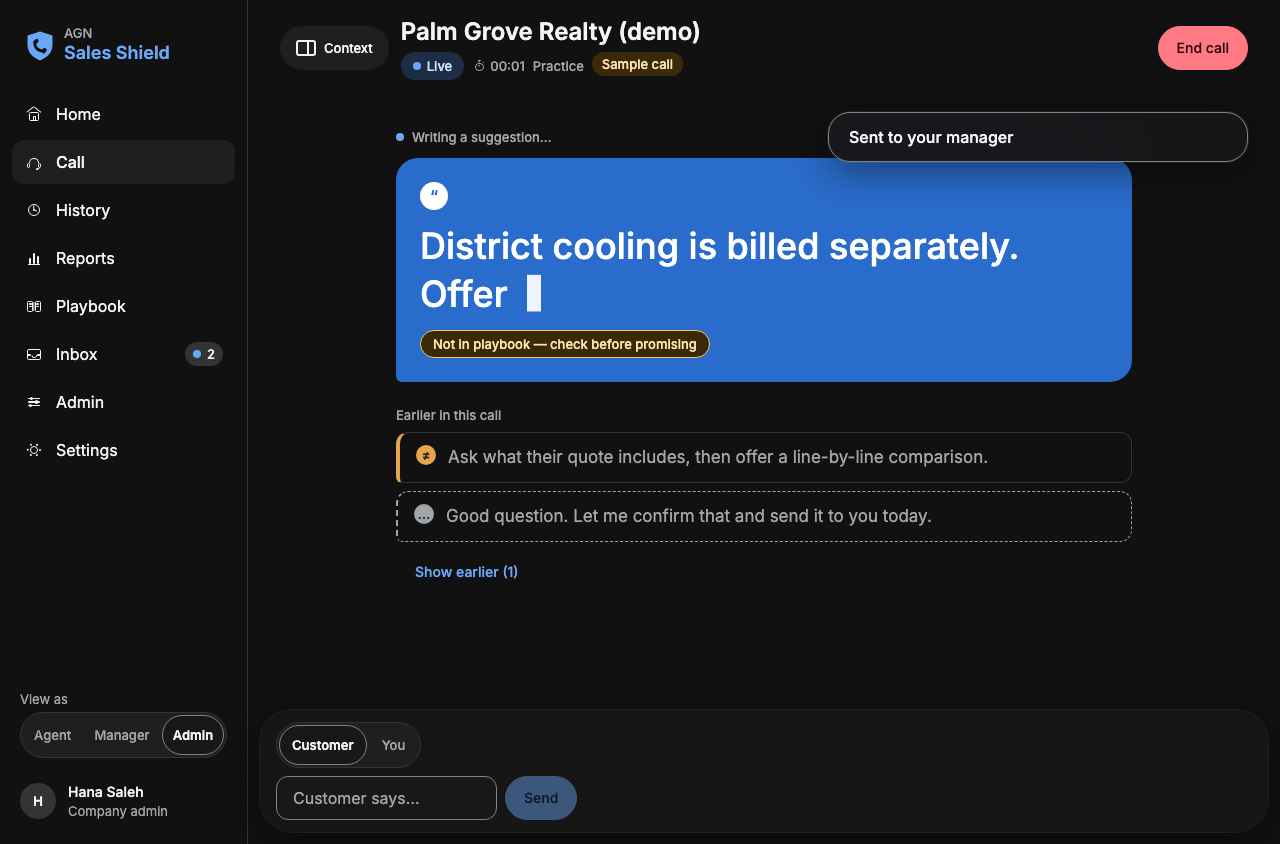 AGN
Sales Shield
Home
Call
History
Reports
Playbook
Inbox
2
Admin
Settings
View as
Agent
Manager
Admin
H
Hana Saleh
Company admin
Context
Palm Grove Realty (demo)
Live
00:01
Practice
Sample call
End call
Sent to your manager
Writing a suggestion...
“
District cooling is billed separately.
Offer
Not in playbook — check before promising
Earlier in this call
≠
Ask what their quote includes, then offer a line-by-line comparison.
…
Good question. Let me confirm that and send it to you today.
Show earlier (1)
Customer
You
Customer says...
Send